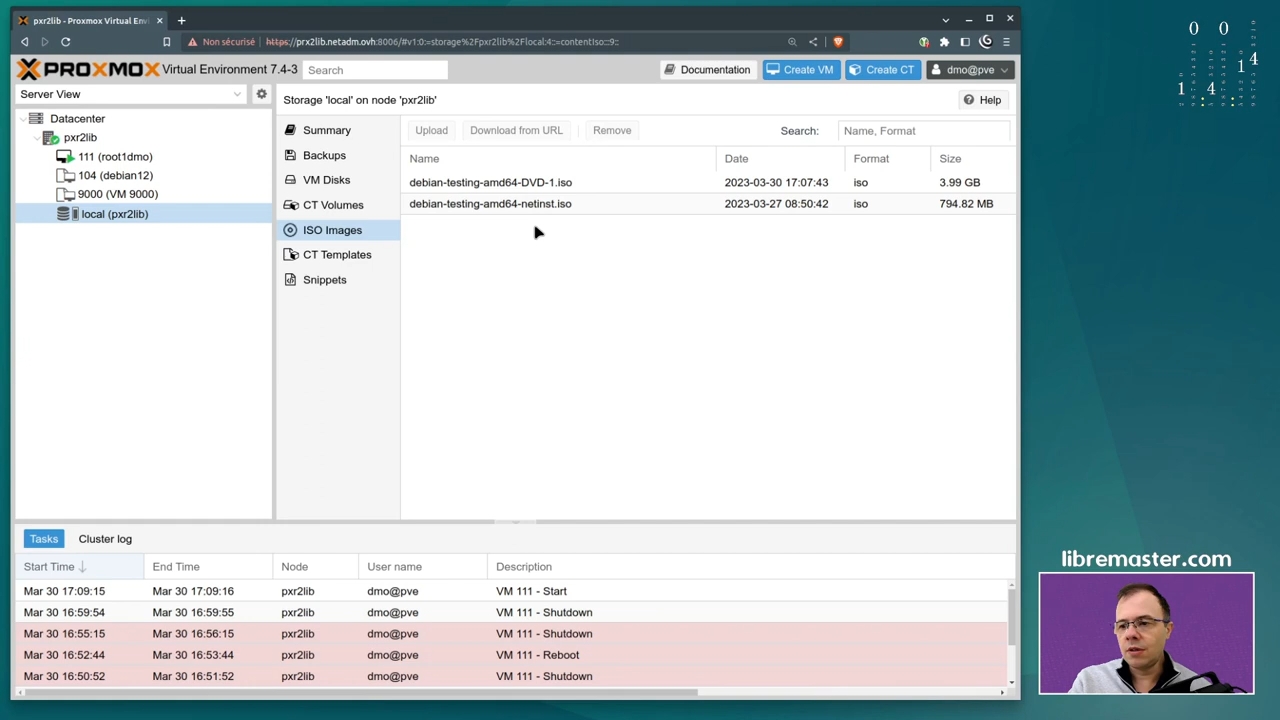 pxr2lib - Proxmox Virtual Envi
Non sécurisé https://prx2lib.netadm.ovh:8006/#v1:0:=storage%2Fpxr2lib%2Flocal:4:=contentIso:::9::
PROXMOX Virtual Environment 7.4-3 Search Documentation Create VM Create CT dmo@pve
Server View
Storage 'local' on node 'pxr2lib' Help
Datacenter
pxr2lib
111 (root1dmo)
104 (debian12)
9000 (VM 9000)
local (pxr2lib)
Summary
Backups
VM Disks
CT Volumes
ISO Images
CT Templates
Snippets
Upload Download from URL Remove Search: Name, Format
Name Date Format Size
debian-testing-amd64-DVD-1.iso 2023-03-30 17:07:43 iso 3.99 GB
debian-testing-amd64-netinst.iso 2023-03-27 08:50:42 iso 794.82 MB
Tasks Cluster log
Start Time End Time Node User name Description
Mar 30 17:09:15 Mar 30 17:09:16 pxr2lib dmo@pve VM 111 - Start
Mar 30 16:59:54 Mar 30 16:59:55 pxr2lib dmo@pve VM 111 - Shutdown
Mar 30 16:55:15 Mar 30 16:56:15 pxr2lib dmo@pve VM 111 - Shutdown
Mar 30 16:52:44 Mar 30 16:53:44 pxr2lib dmo@pve VM 111 - Reboot
Mar 30 16:50:52 Mar 30 16:51:52 pxr2lib dmo@pve VM 111 - Shutdown
libremaster.com